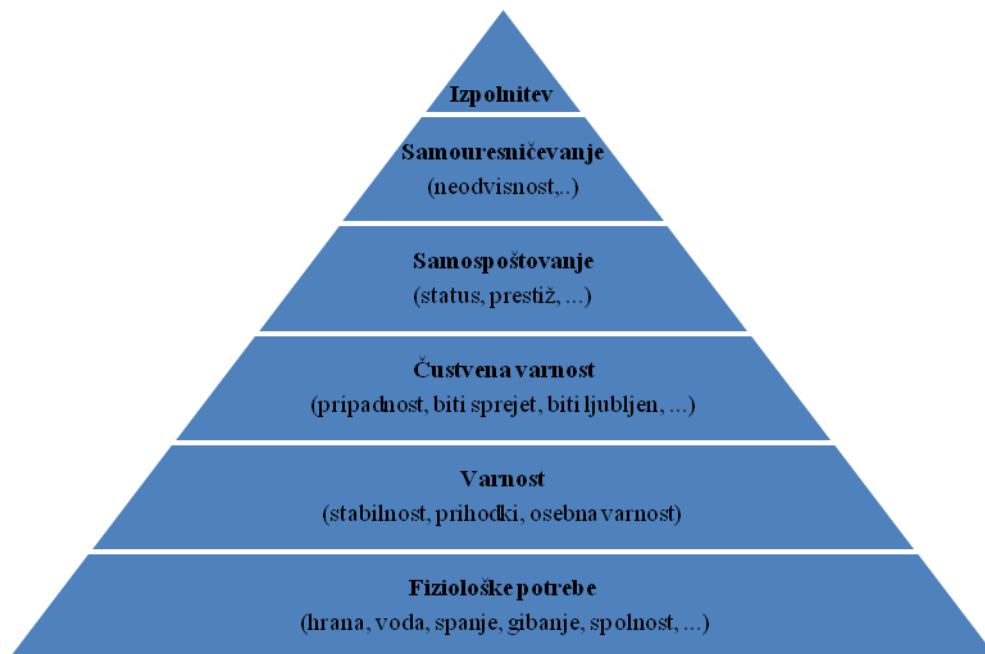 Izpolnitev
Samouresničevanje
(neodvisnost,..)
Samospoštovanje
(status, prestiž, ...)
Čustvena varnost
(pripadnost, biti sprejet, biti ljubljen, ...)
Varnost
(stabilnost, prihodki, osebna varnost)
Fiziološke potrebe
(hrana, voda, spanje, gibanje, spolnost, ...)